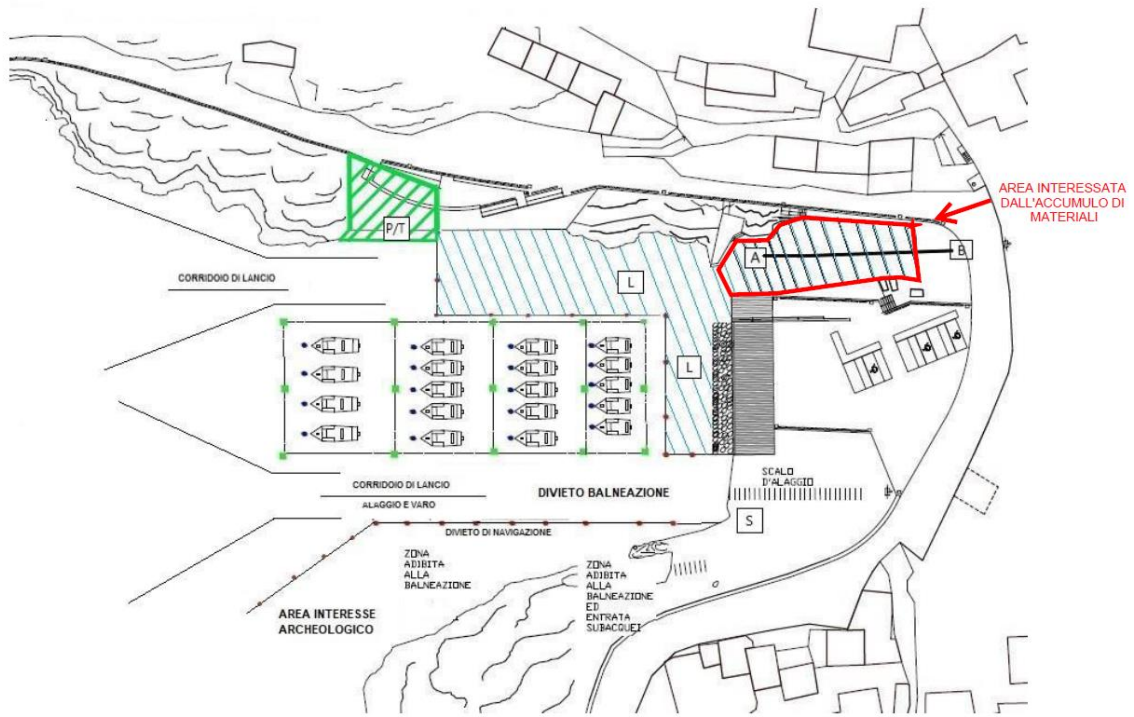 AREA INTERESSATA
DALL'ACCUMULO DI
MATERIALI
P/T
A
B
CORRIDOIO DI LANCIO
L
L
SCALO
D'ALAGGIO
CORRIDOIO DI LANCIO
ALAGGIO E VARO
DIVIETO BALNEAZIONE
S
DIVIETO DI NAVIGAZIONE
ZONA
ADIBITA
ALLA
BALNEAZIONE
ZONA
ADIBITA
ALLA
BALNEAZIONE
ED
ENTRATA
SUBACQUEI
AREA INTERESSE
ARCHEOLOGICO